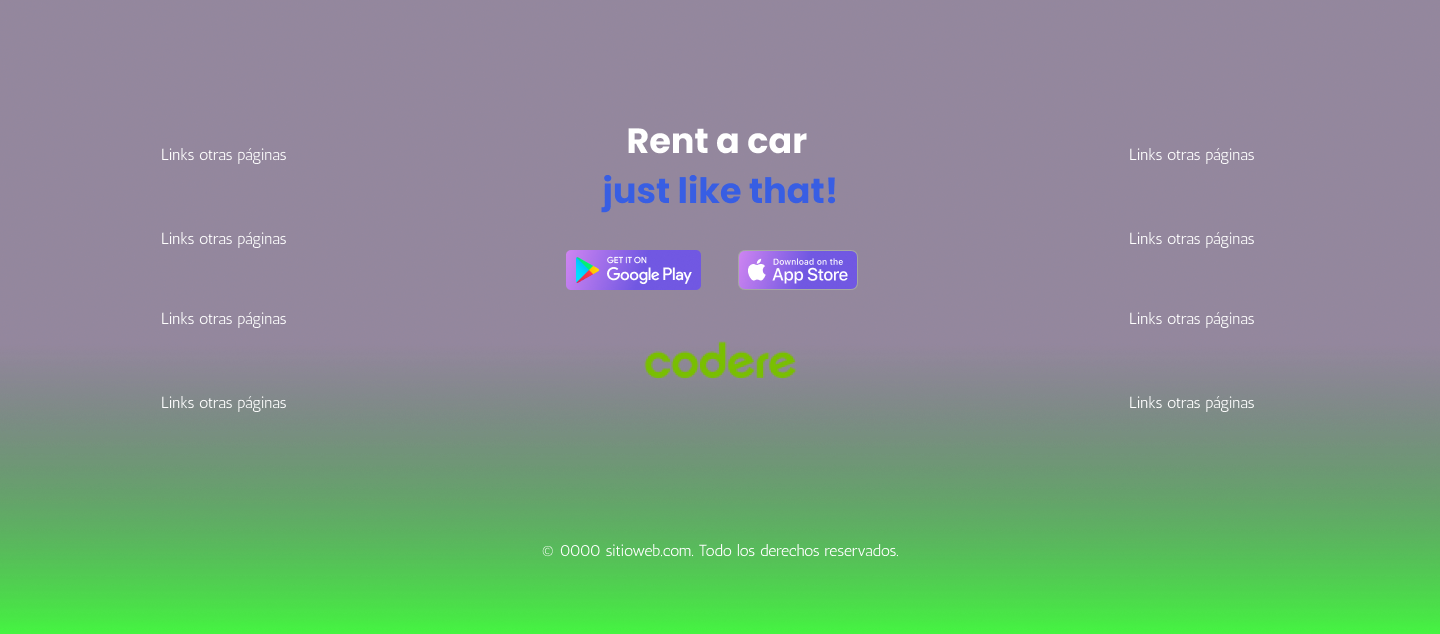 Rent a car
just like that!
Links otras páginas
Links otras páginas
Links otras páginas
Links otras páginas
GET IT ON
Google Play
Download on the
App Store
codere
Links otras páginas
Links otras páginas
Links otras páginas
Links otras páginas
© 0000 sitioweb.com. Todo los derechos reservados.